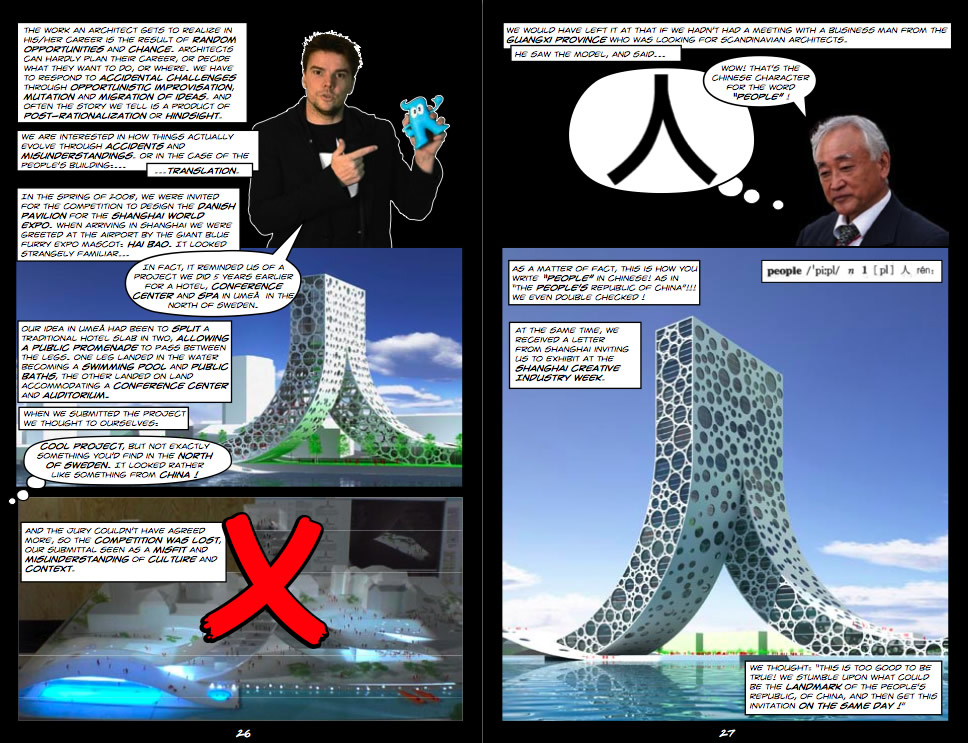 THE WORK AN ARCHITECT GETS TO REALIZE IN
HIS/HER CAREER IS THE RESULT OF RANDOM
OPPORTUNITIES AND CHANCE. ARCHITECTS
CAN HARDLY PLAN THEIR CAREER, OR DECIDE
WHAT THEY WANT TO DO, OR WHERE. WE HAVE
TO RESPOND TO ACCIDENTAL CHALLENGES
THROUGH OPPORTUNISTIC IMPROVISATION,
MUTATION AND MIGRATION OF IDEAS. AND
OFTEN THE STORY WE TELL IS A PRODUCT OF
POST-RATIONALIZATION OR HINDSIGHT.
WE ARE INTERESTED IN HOW THINGS ACTUALLY
EVOLVE THROUGH ACCIDENTS AND
MISUNDERSTANDINGS. OR IN THE CASE OF THE
PEOPLE'S BUILDING:...
...TRANSLATION.
IN THE SPRING OF 2008, WE WERE INVITED
FOR THE COMPETITION TO DESIGN THE DANISH
PAVILION FOR THE SHANGHAI WORLD
EXPO. WHEN ARRIVING IN SHANGHAI WE WERE
GREETED AT THE AIRPORT BY THE GIANT BLUE
FURRY EXPO MASCOT: HAI BAO. IT LOOKED
STRANGELY FAMILIAR...
IN FACT, IT REMINDED US OF A
PROJECT WE DID 5 YEARS EARLIER
FOR A HOTEL, CONFERENCE
CENTER AND SPA IN UMEÅ IN THE
NORTH OF SWEDEN.
OUR IDEA IN UMEÅ HAD BEEN TO SPLIT A
TRADITIONAL HOTEL SLAB IN TWO, ALLOWING
A PUBLIC PROMENADE TO PASS BETWEEN
THE LEGS. ONE LEG LANDED IN THE WATER
BECOMING A SWIMMING POOL AND PUBLIC
BATHS, THE OTHER LANDED ON LAND
ACCOMMODATING A CONFERENCE CENTER
AND AUDITORIUM.
WHEN WE SUBMITTED THE PROJECT
WE THOUGHT TO OURSELVES:
COOL PROJECT, BUT NOT EXACTLY
SOMETHING YOU'D FIND IN THE NORTH
OF SWEDEN. IT LOOKED RATHER
LIKE SOMETHING FROM CHINA !
AND THE JURY COULDN'T HAVE AGREED
MORE, SO THE COMPETITION WAS LOST,
OUR SUBMITTAL SEEN AS A MISFIT AND
MISUNDERSTANDING OF CULTURE AND
CONTEXT.
26
WE WOULD HAVE LEFT IT AT THAT IF WE HADN'T HAD A MEETING WITH A BUSINESS MAN FROM THE
GUANGXI PROVINCE WHO WAS LOOKING FOR SCANDINAVIAN ARCHITECTS.
HE SAW THE MODEL, AND SAID...
WOW! THAT'S THE
CHINESE CHARACTER
FOR THE WORD
"PEOPLE" !
人
AS A MATTER OF FACT, THIS IS HOW YOU
WRITE "PEOPLE" IN CHINESE! AS IN
"THE PEOPLE'S REPUBLIC OF CHINA"!!!
WE EVEN DOUBLE CHECKED !
people /ˈpiːpl/ n 1 [pl] 人 rén:
AT THE SAME TIME, WE
RECEIVED A LETTER
FROM SHANGHAI INVITING
US TO EXHIBIT AT THE
SHANGHAI CREATIVE
INDUSTRY WEEK.
WE THOUGHT: "THIS IS TOO GOOD TO BE
TRUE! WE STUMBLE UPON WHAT COULD
BE THE LANDMARK OF THE PEOPLE'S
REPUBLIC, OF CHINA, AND THEN GET THIS
INVITATION ON THE SAME DAY !"
27